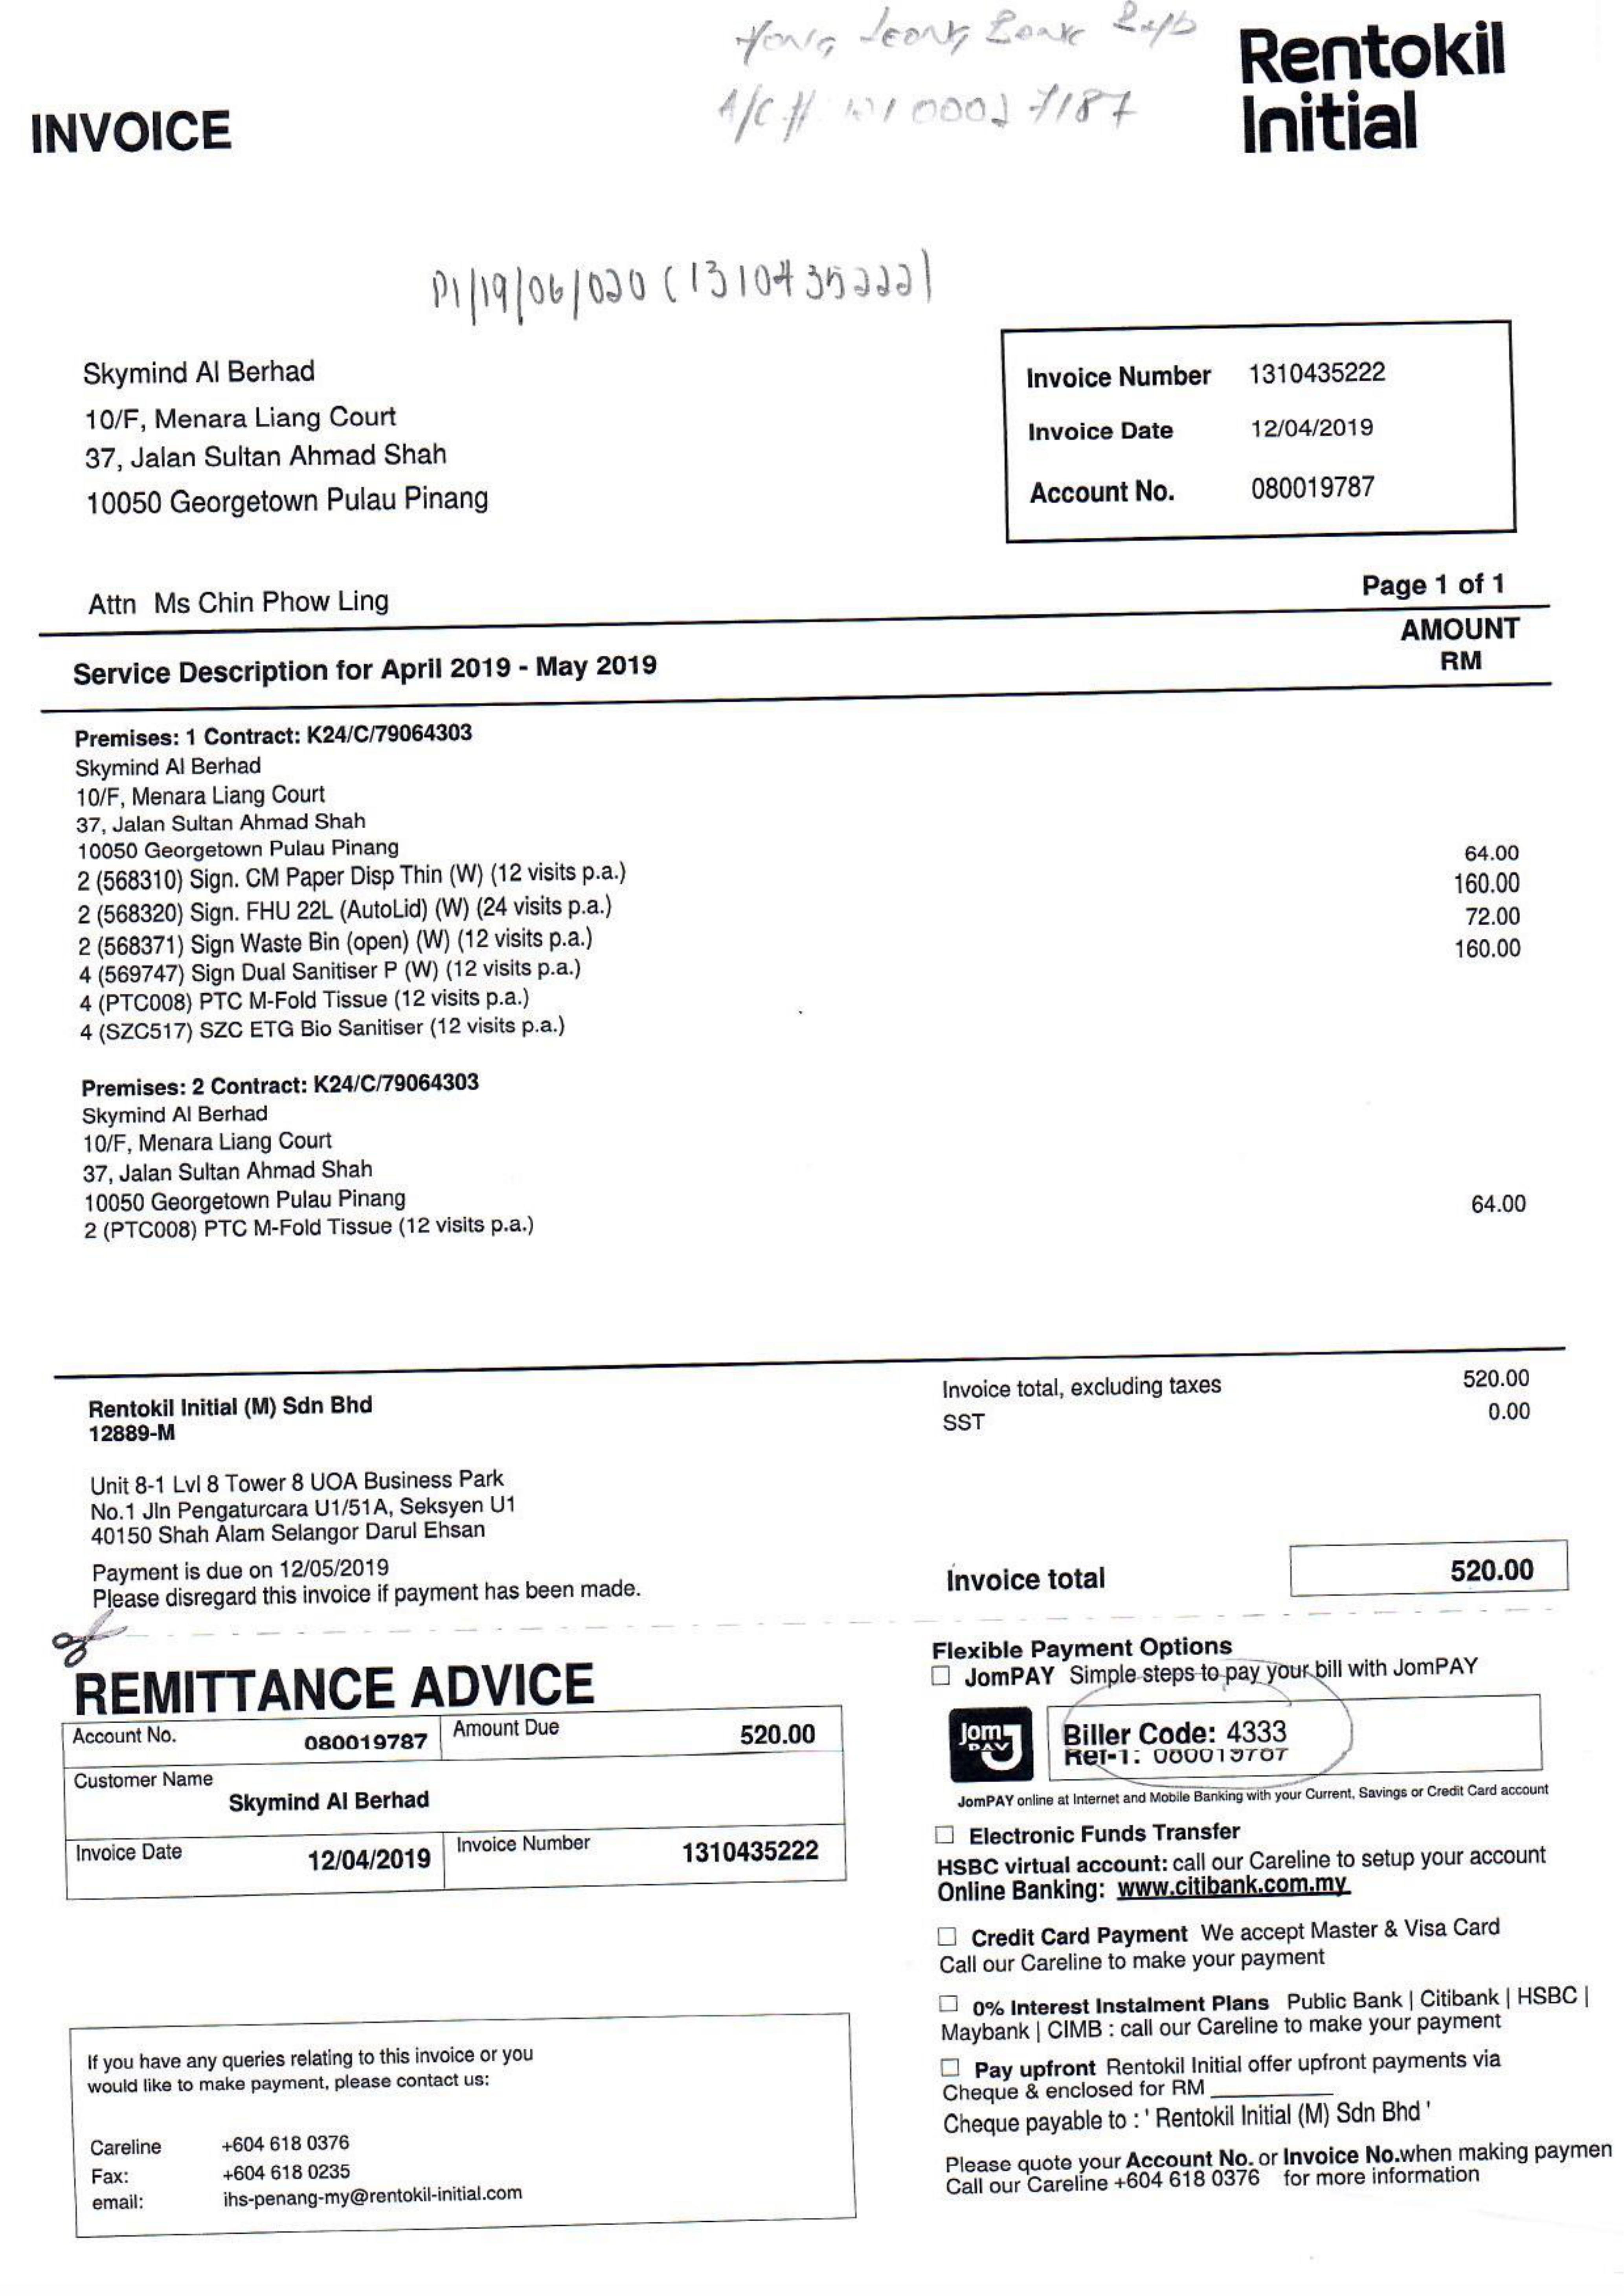 Hong Leong Bank
A/C #
Rentokil
Initial
INVOICE
PI/19/06/020 (1310435222)
Skymind AI Berhad
10/F, Menara Liang Court
37, Jalan Sultan Ahmad Shah
10050 Georgetown Pulau Pinang
Invoice Number 1310435222
Invoice Date 12/04/2019
Account No. 080019787
Attn Ms Chin Phow Ling
Page 1 of 1
AMOUNT
RM
Service Description for April 2019 - May 2019
Premises: 1 Contract: K24/C/79064303
Skymind AI Berhad
10/F, Menara Liang Court
37, Jalan Sultan Ahmad Shah
10050 Georgetown Pulau Pinang
2 (568310) Sign. CM Paper Disp Thin (W) (12 visits p.a.) 64.00
2 (568320) Sign. FHU 22L (AutoLid) (W) (24 visits p.a.) 160.00
2 (568371) Sign Waste Bin (open) (W) (12 visits p.a.) 72.00
4 (569747) Sign Dual Sanitiser P (W) (12 visits p.a.) 160.00
4 (PTC008) PTC M-Fold Tissue (12 visits p.a.)
4 (SZC517) SZC ETG Bio Sanitiser (12 visits p.a.)
Premises: 2 Contract: K24/C/79064303
Skymind AI Berhad
10/F, Menara Liang Court
37, Jalan Sultan Ahmad Shah
10050 Georgetown Pulau Pinang
2 (PTC008) PTC M-Fold Tissue (12 visits p.a.) 64.00
Invoice total, excluding taxes 520.00
SST 0.00
Rentokil Initial (M) Sdn Bhd
12889-M
Unit 8-1 Lvl 8 Tower 8 UOA Business Park
No.1 Jln Pengaturcara U1/51A, Seksyen U1
40150 Shah Alam Selangor Darul Ehsan
Payment is due on 12/05/2019
Please disregard this invoice if payment has been made.
Invoice total 520.00
REMITTANCE ADVICE
Account No. 080019787 Amount Due 520.00
Customer Name
Skymind AI Berhad
Invoice Date 12/04/2019 Invoice Number 1310435222
If you have any queries relating to this invoice or you
would like to make payment, please contact us:
Careline +604 618 0376
Fax: +604 618 0235
email: ihs-penang-my@rentokil-initial.com
Flexible Payment Options
JomPAY Simple steps to pay your bill with JomPAY
Jom
PAY
Biller Code: 4333
Ref-1: 080019787
JomPAY online at Internet and Mobile Banking with your Current, Savings or Credit Card account
Electronic Funds Transfer
HSBC virtual account: call our Careline to setup your account
Online Banking: www.citibank.com.my
Credit Card Payment We accept Master & Visa Card
Call our Careline to make your payment
0% Interest Instalment Plans Public Bank | Citibank | HSBC |
Maybank | CIMB : call our Careline to make your payment
Pay upfront Rentokil Initial offer upfront payments via
Cheque & enclosed for RM
Cheque payable to : ' Rentokil Initial (M) Sdn Bhd '
Please quote your Account No. or Invoice No.when making paymen
Call our Careline +604 618 0376 for more information